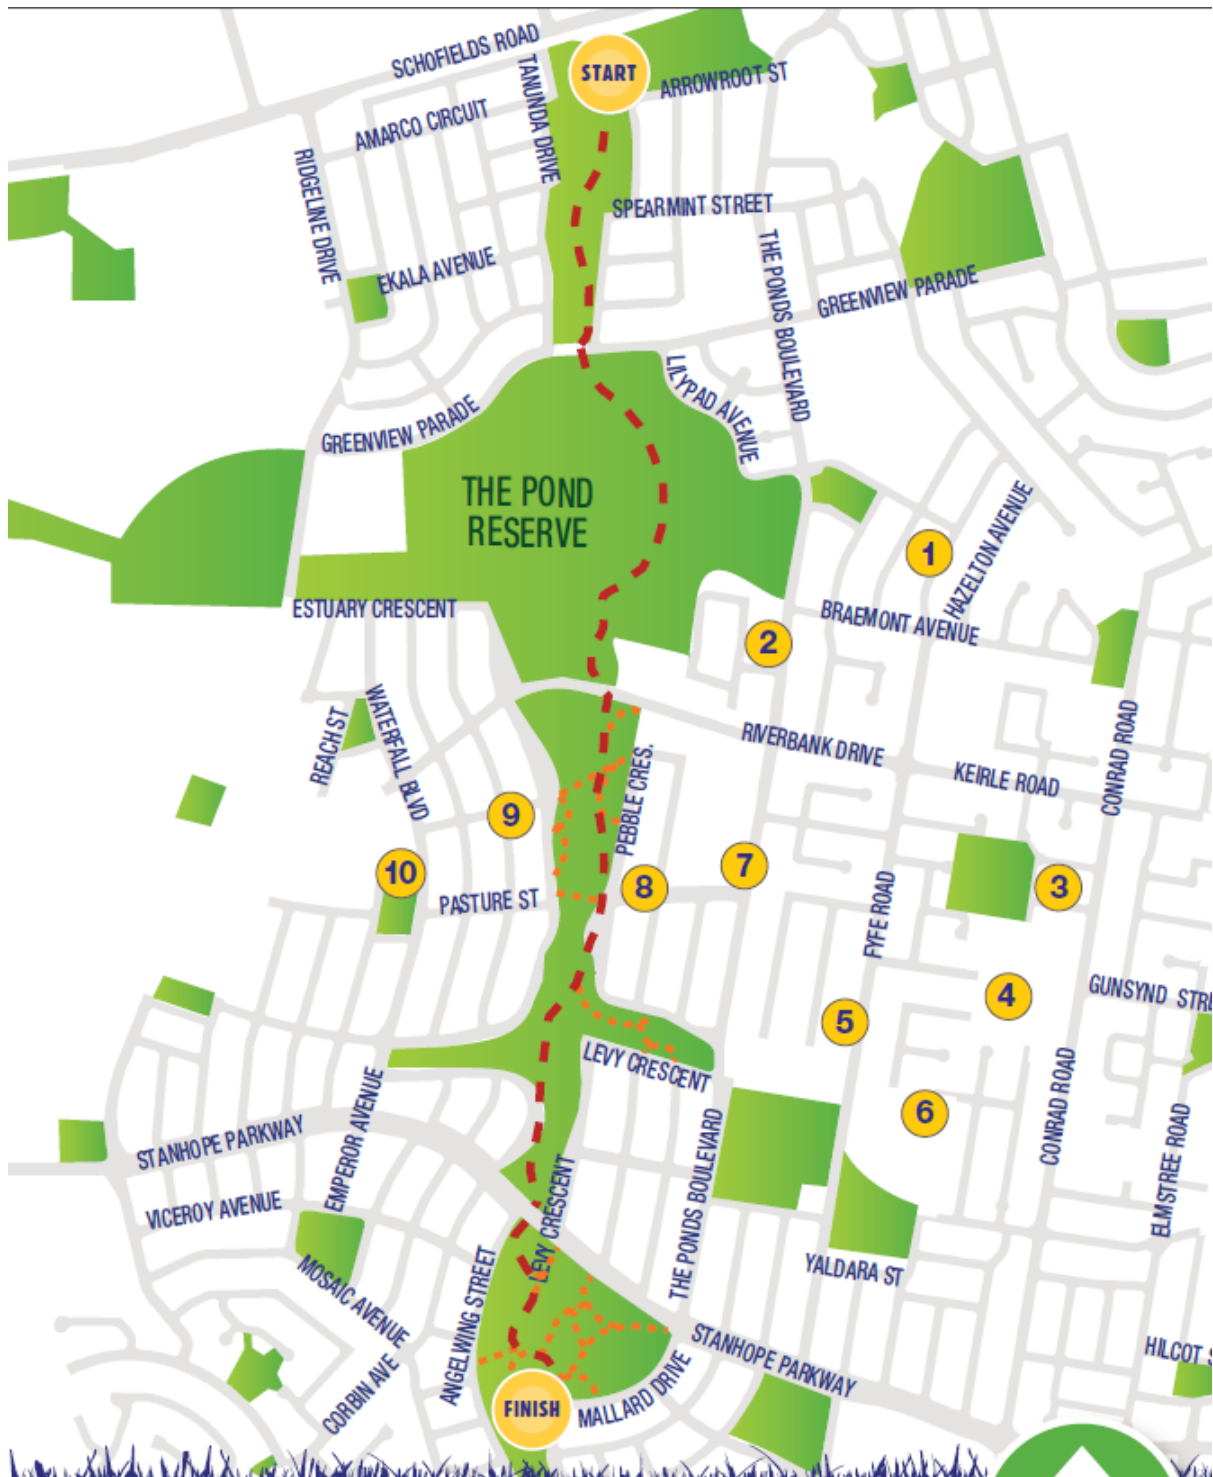 SCHOFIELDS ROAD
START
TANUNDA DRIVE
ARROWROOT ST
AMARCO CIRCUIT
RIDGELINE DRIVE
SPEARMINT STREET
EKALA AVENUE
THE PONDS BOULEVARD
GREENVIEW PARADE
LILYPAD AVENUE
GREENVIEW PARADE
THE POND
RESERVE
HAZELTON AVENUE
1
ESTUARY CRESCENT
BRAEMONT AVENUE
2
REACH ST
WATERFALL BLVD
RIVERBANK DRIVE
KEIRLE ROAD
CONRAD ROAD
PEBBLE CRES.
9
10
7
8
3
PASTURE ST
FYFE ROAD
4
GUNSYND STRE
5
LEVY CRESCENT
6
EMPEROR AVENUE
CONRAD ROAD
STANHOPE PARKWAY
THE PONDS BOULEVARD
ELMSTREE ROAD
VICEROY AVENUE
LEVY CRESCENT
YALDARA ST
MOSAIC AVENUE
ANGELWING STREET
STANHOPE PARKWAY
HILCOT S
CORBIN AVE
FINISH
MALLARD DRIVE